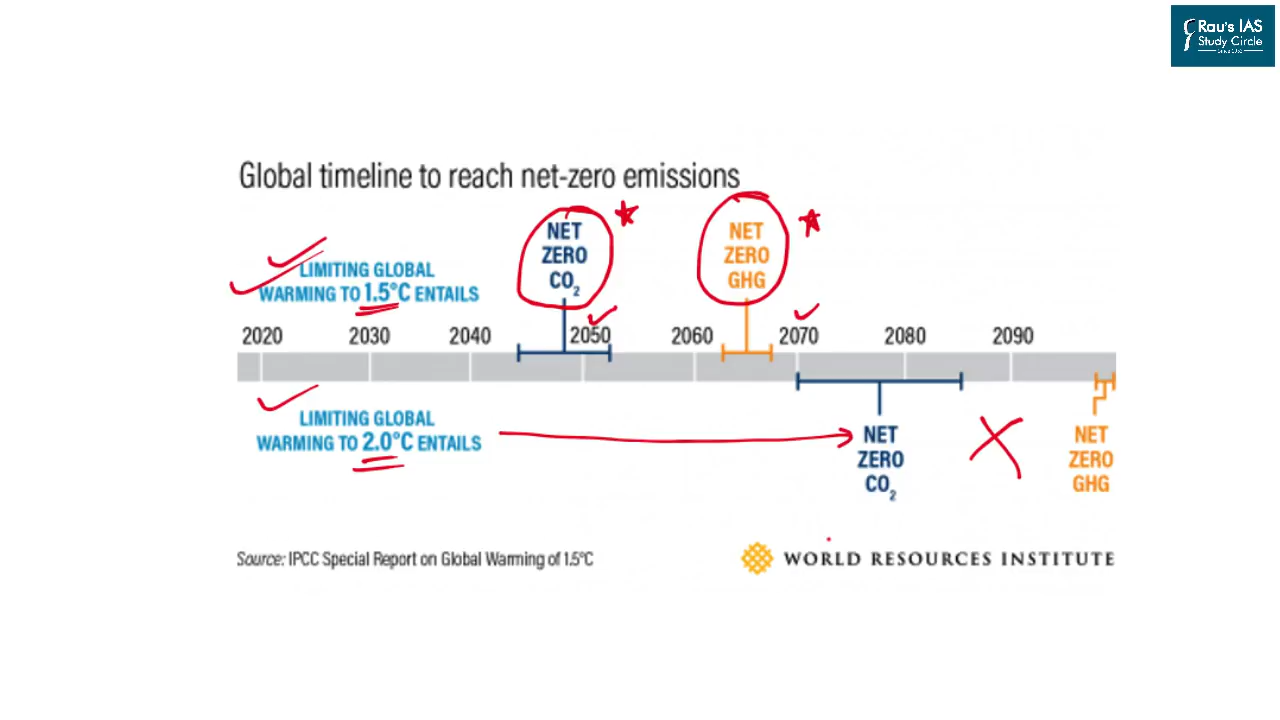 Rau's IAS
Study Circle
Global timeline to reach net-zero emissions
NET
ZERO
CO₂
NET
ZERO
GHG
LIMITING GLOBAL
WARMING TO 1.5°C ENTAILS
2020 2030 2040 2050 2060 2070 2080 2090
LIMITING GLOBAL
WARMING TO 2.0°C ENTAILS
NET
ZERO
CO₂
NET
ZERO
GHG
Source: IPCC Special Report on Global Warming of 1.5°C
WORLD RESOURCES INSTITUTE